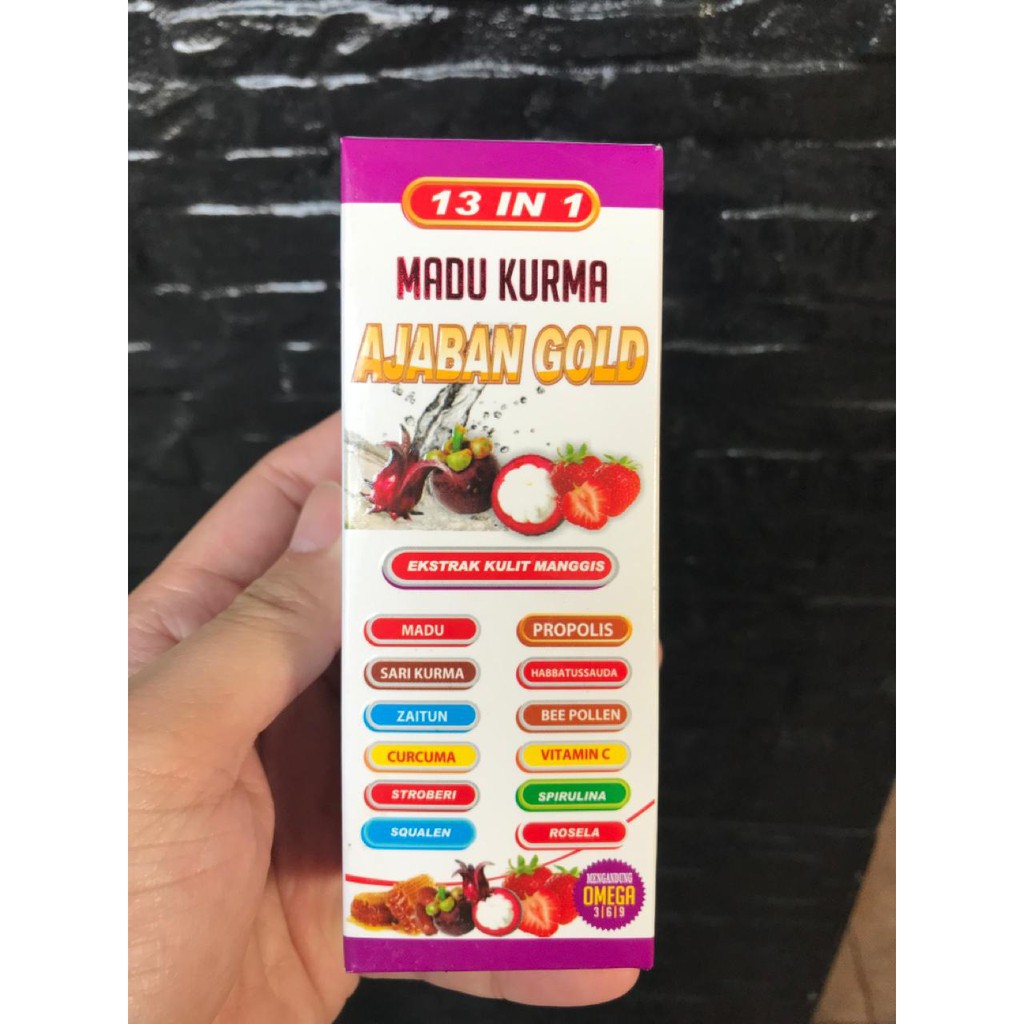 13 IN 1
MADU KURMA
AJABAN GOLD
EKSTRAK KULIT MANGGIS
MADU
PROPOLIS
SARI KURMA
HABBATUSSAUDA
ZAITUN
BEE POLLEN
CURCUMA
VITAMIN C
STROBERI
SPIRULINA
SQUALEN
ROSELA
MENGANDUNG
OMEGA
3|6|9